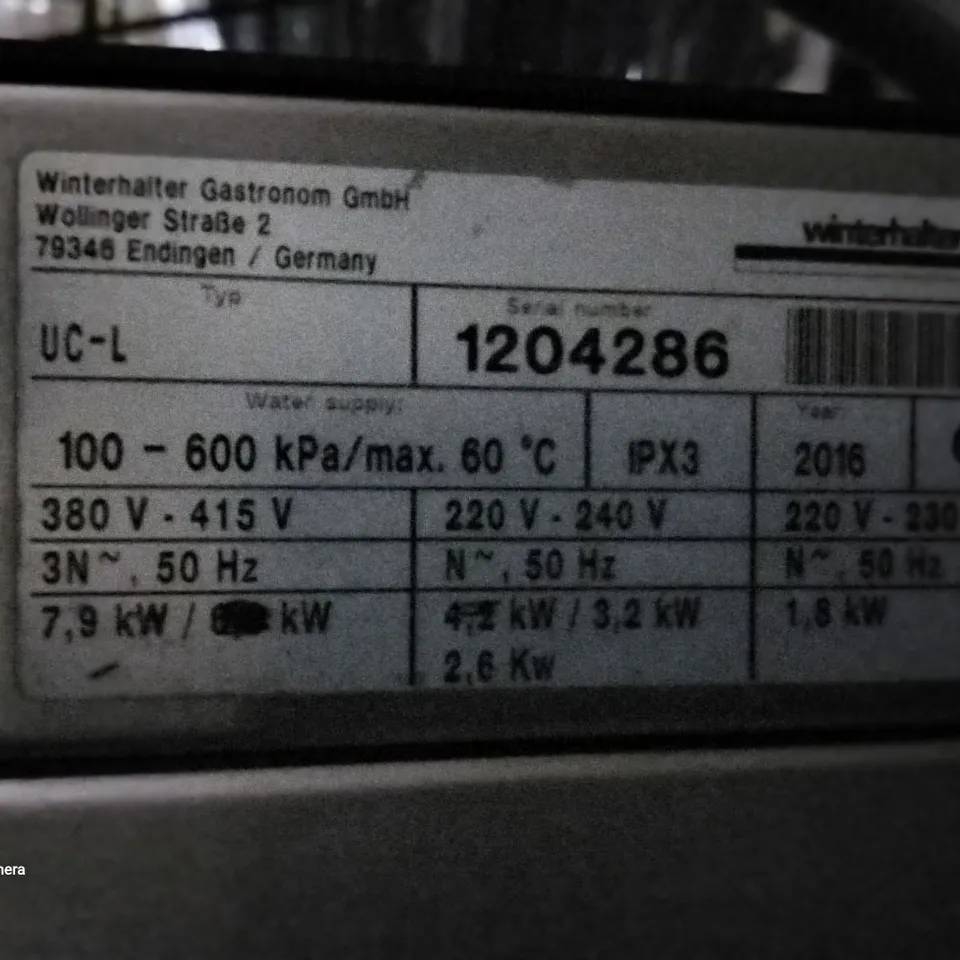 Winterhalter Gastronom GmbH
Wollinger Straße 2
79346 Endingen / Germany
winterhalter
Typ
UC-L
Serial number
1204286
Water supply:
100 - 600 kPa/max. 60 °C
IPX3
Year:
2016
380 V - 415 V
220 V - 240 V
220 V - 230
3N~, 50 Hz
N~, 50 Hz
N~, 50 Hz
7,9 kW / kW
kW / 3,2 kW
1,8 kW
2.6 Kw